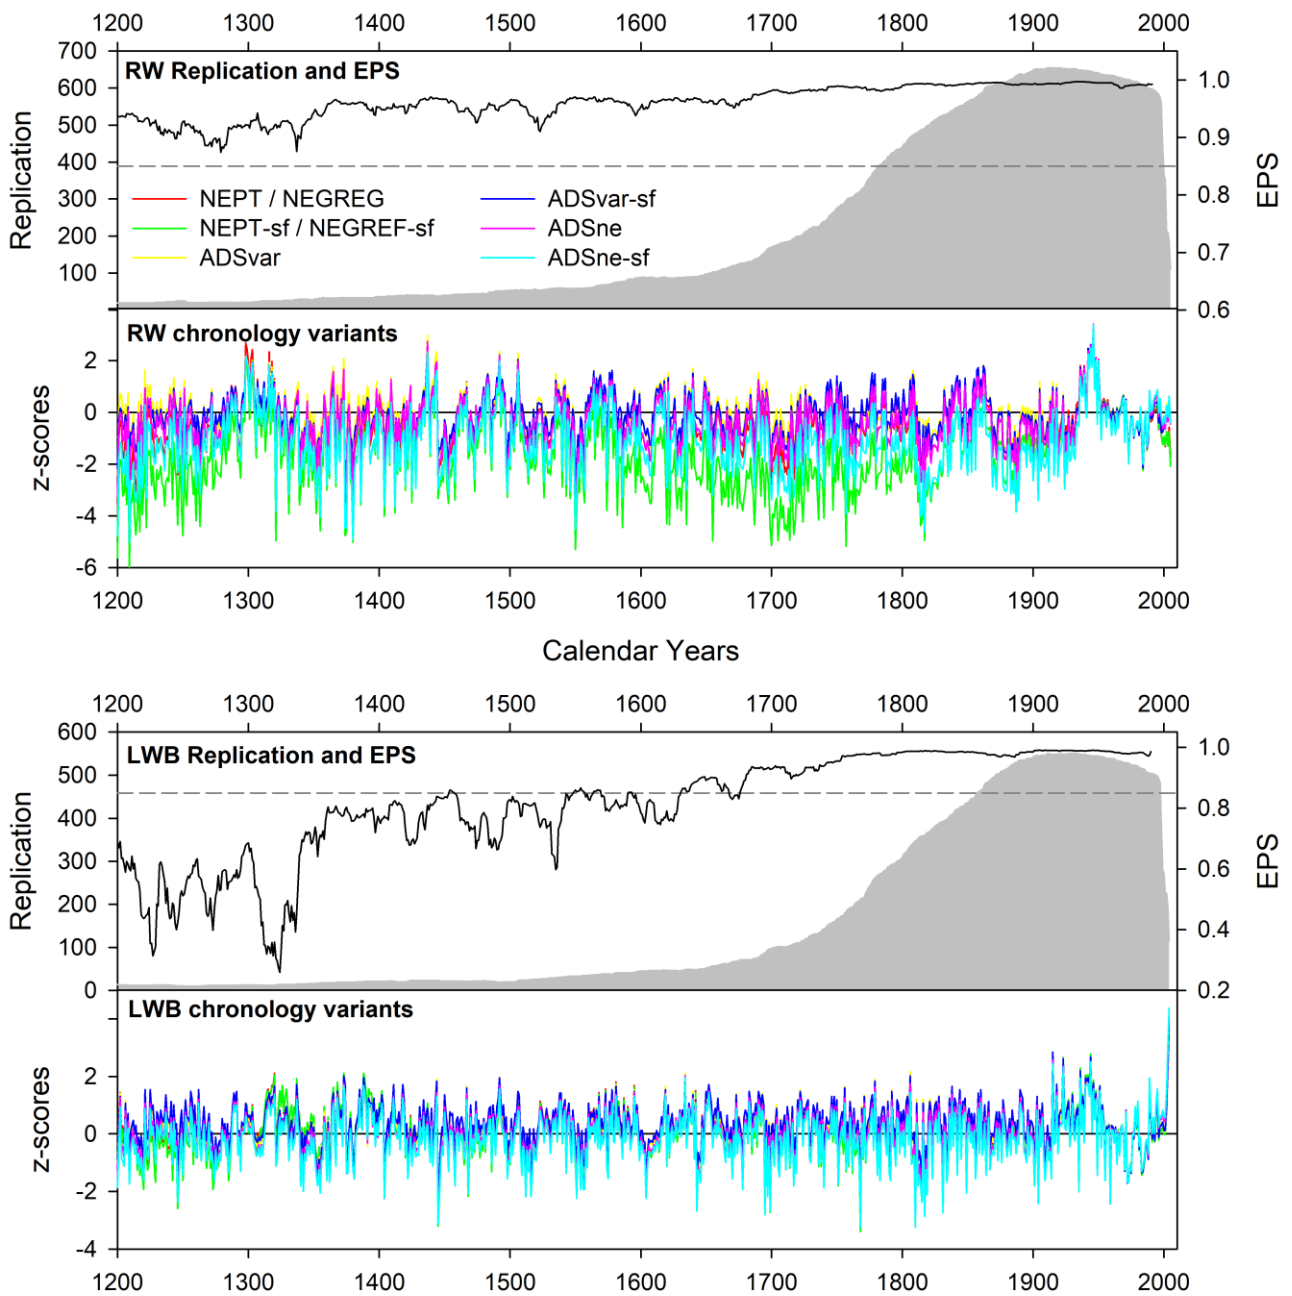 1200 1300 1400 1500 1600 1700 1800 1900 2000
700
600
500
400
300
200
100
Replication
RW Replication and EPS
1.0
0.9
0.8
0.7
0.6
EPS
NEPT / NEGREG
NEPT-sf / NEGREF-sf
ADSvar
ADSvar-sf
ADSne
ADSne-sf
RW chronology variants
2
0
-2
-4
-6
z-scores
1200 1300 1400 1500 1600 1700 1800 1900 2000
Calendar Years
1200 1300 1400 1500 1600 1700 1800 1900 2000
600
500
400
300
200
100
0
Replication
LWB Replication and EPS
1.0
0.8
0.6
0.4
0.2
EPS
LWB chronology variants
2
0
-2
-4
z-scores
1200 1300 1400 1500 1600 1700 1800 1900 2000